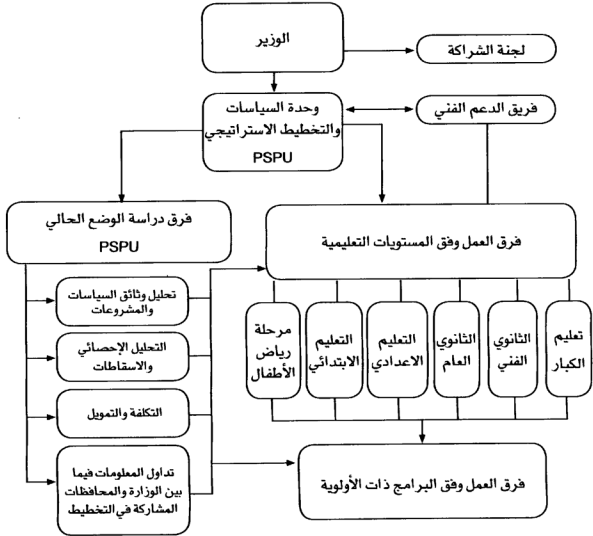 الوزير
لجنة الشراكة
وحدة السياسات
والتخطيط الاستراتيجي
PSPU
فريق الدعم الفني
فرق دراسة الوضع الحالي
PSPU
فرق العمل وفق المستويات التعليمية
تحليل وثائق السياسات
والمشروعات
التحليل الإحصائي
والاسقاطات
التكلفة والتمويل
تداول المعلومات فيما
بين الوزارة والمحافظات
المشاركة في التخطيط
تعليم
الكبار
الثانوي
الفني
الثانوي
العام
التعليم
الاعدادي
التعليم
الابتدائي
مرحلة
رياض
الأطفال
فرق العمل وفق البرامج ذات الأولوية